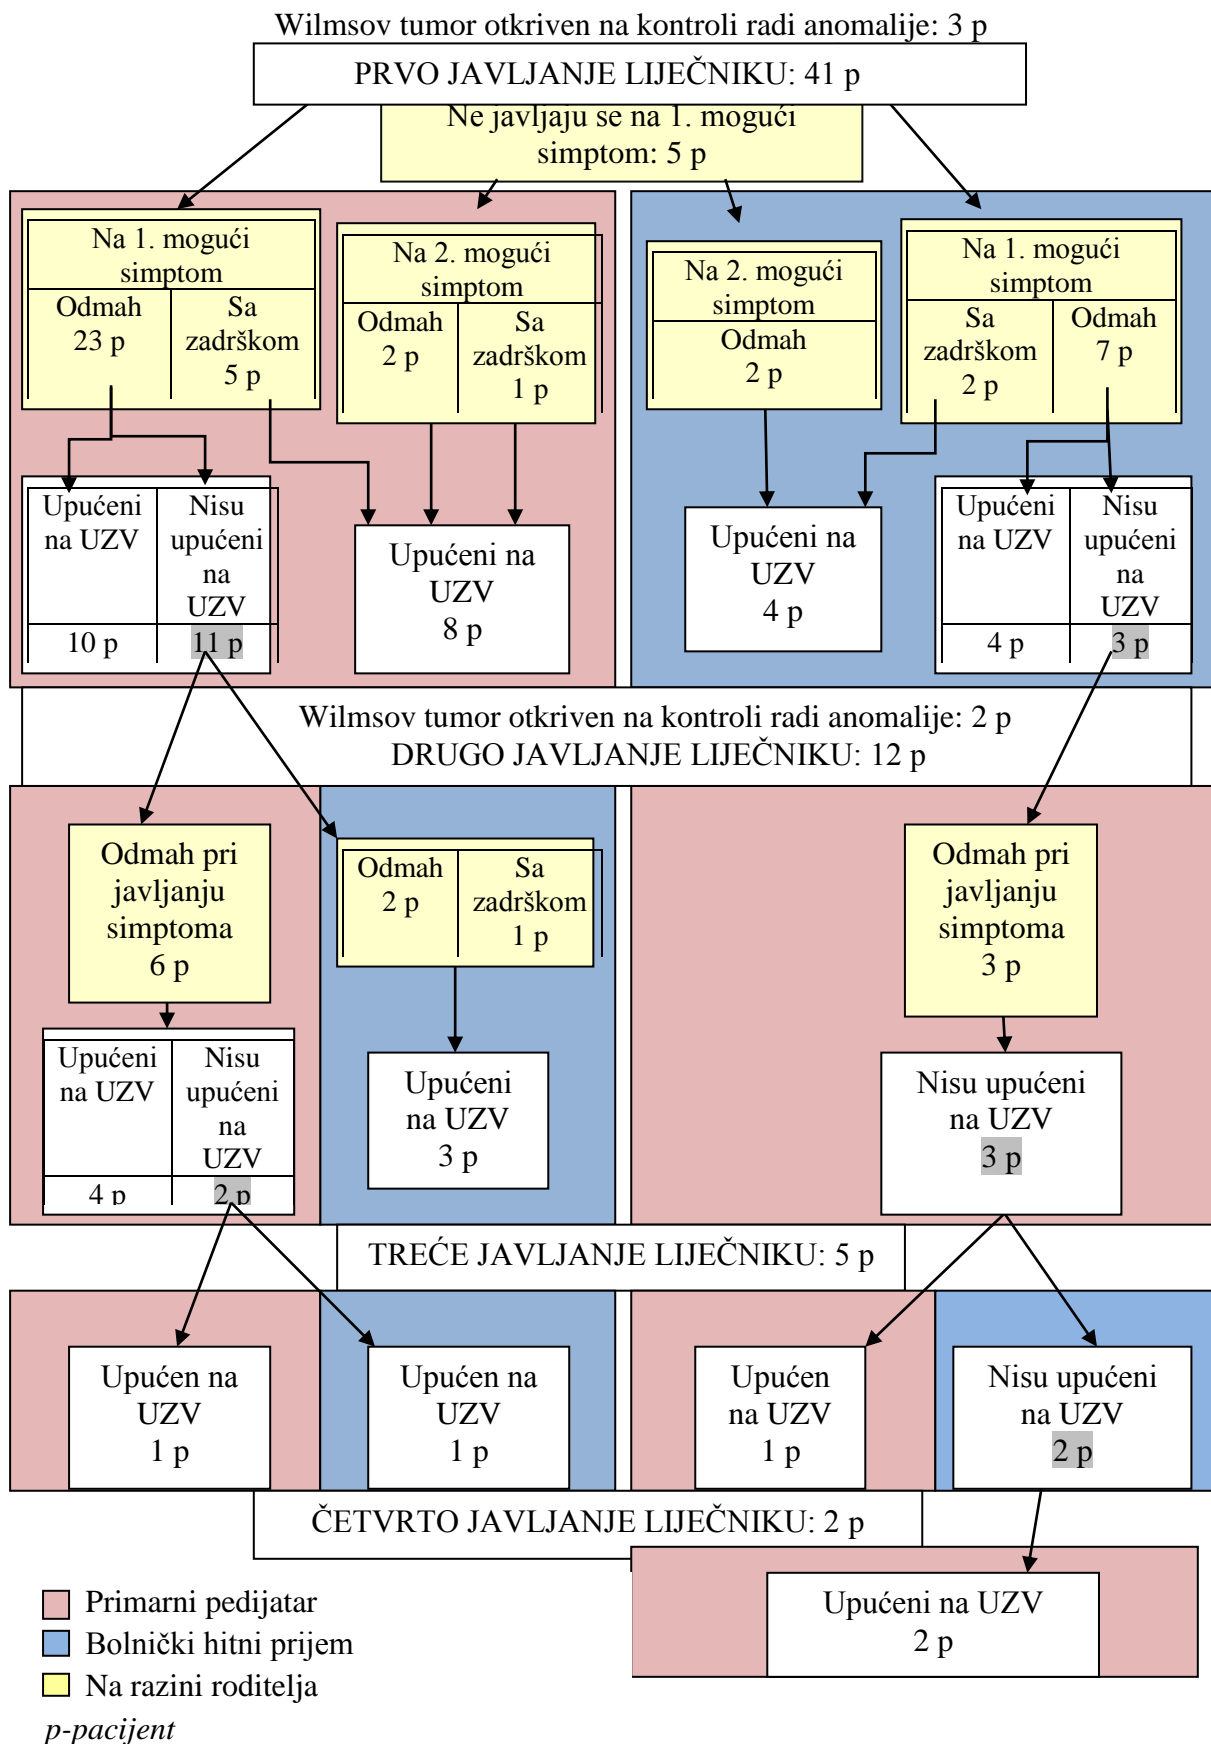 Wilmsov tumor otkriven na kontroli radi anomalije: 3 p
PRVO JAVLJANJE LIJEČNIKU: 41 p
Ne javljaju se na 1. mogući
simptom: 5 p
Na 1. mogući
simptom
Odmah
23 p
Sa
zadrškom
5 p
Na 2. mogući
simptom
Odmah
2 p
Sa
zadrškom
1 p
Na 2. mogući
simptom
Odmah
2 p
Na 1. mogući
simptom
Sa
zadrškom
2 p
Odmah
7 p
Upućeni
na UZV
10 p
Nisu
upućeni
na
UZV
11 p
Upućeni na
UZV
8 p
Upućeni na
UZV
4 p
Upućeni
na UZV
4 p
Nisu
upućeni
na
UZV
3 p
Wilmsov tumor otkriven na kontroli radi anomalije: 2 p
DRUGO JAVLJANJE LIJEČNIKU: 12 p
Odmah pri
javljanju
simptoma
6 p
Odmah
2 p
Sa
zadrškom
1 p
Odmah pri
javljanju
simptoma
3 p
Upućeni
na UZV
4 p
Nisu
upućeni
na
UZV
2 p
Upućeni
na UZV
3 p
Nisu upućeni
na UZV
3 p
TREĆE JAVLJANJE LIJEČNIKU: 5 p
Upućen na
UZV
1 p
Upućen na
UZV
1 p
Upućen
na UZV
1 p
Nisu upućeni
na UZV
2 p
ČETVRTO JAVLJANJE LIJEČNIKU: 2 p
Upućeni na UZV
2 p
Primarni pedijatar
Bolnički hitni prijem
Na razini roditelja
p-pacijent